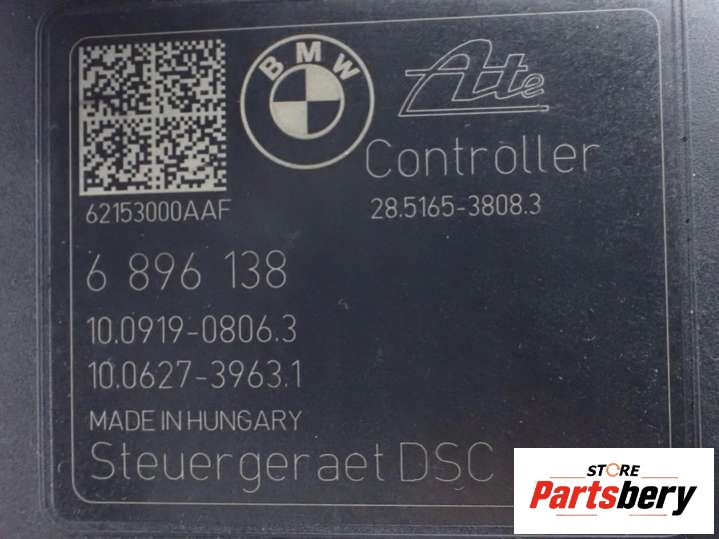 BMW
Ate
Controller
62153000AAF
28.5165-3808.3
6 896 138
10.0919-0806.3
10.0627-3963.1
MADE IN HUNGARY
Steuergeraet DSC
STORE
Partsbery